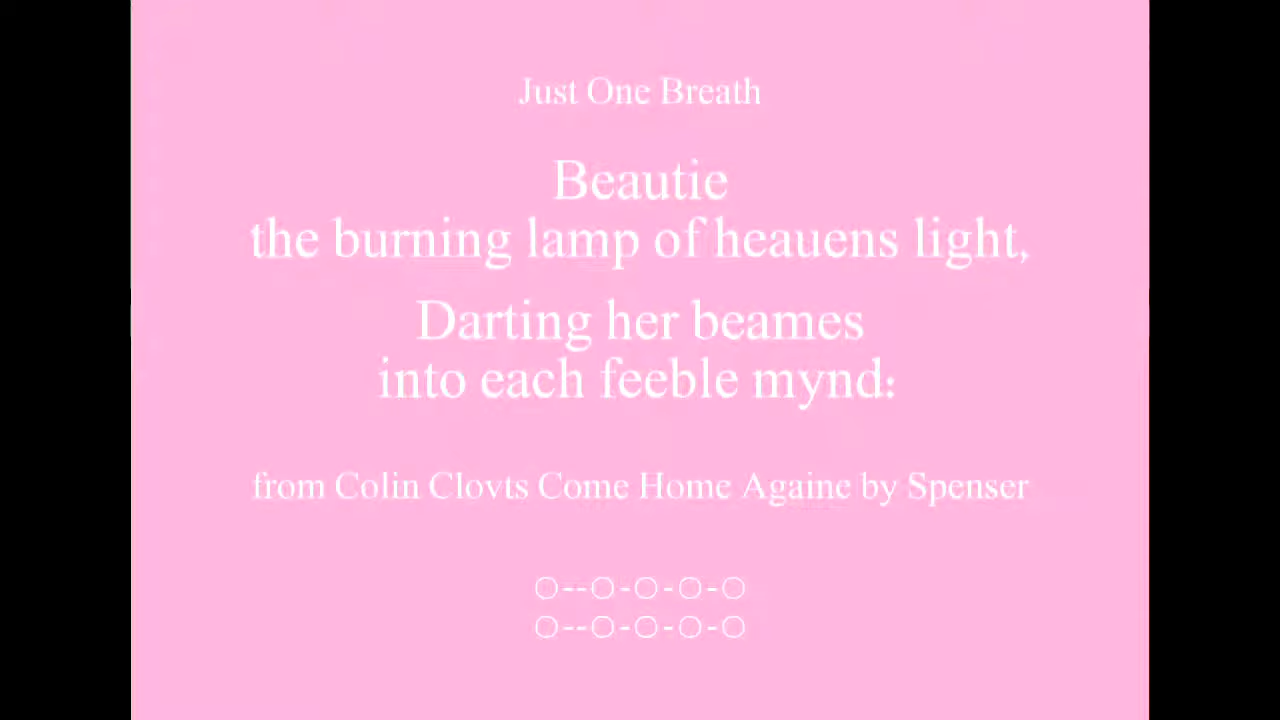 Just One Breath
Beautie
the burning lamp of heauens light,
Darting her beames
into each feeble mynd:
from Colin Clovts Come Home Againe by Spenser
○--○-○-○-○
○--○-○-○-○